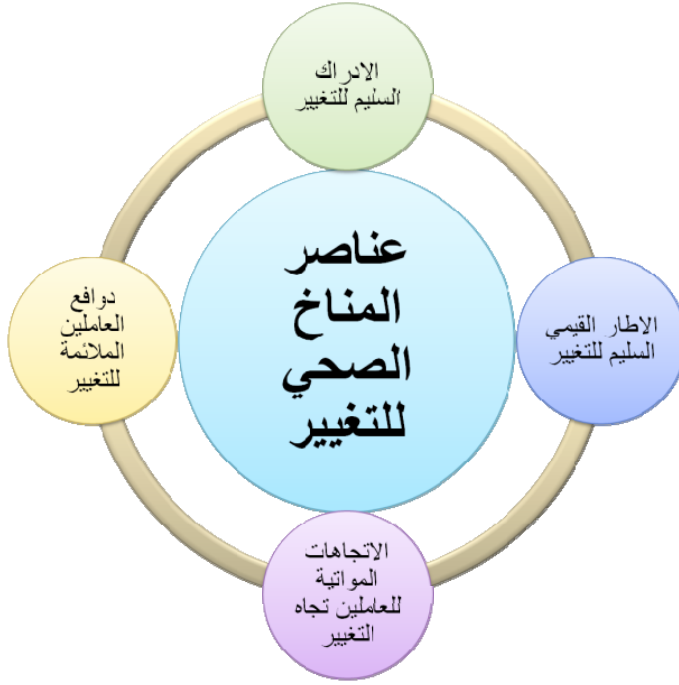 الادراك
السليم للتغيير
عناصر
المناخ
الصحي
للتغيير
الاطار القيمي
السليم للتغيير
دوافع
العاملين
الملائمة
للتغيير
الاتجاهات
المواتية
للعاملين تجاه
التغيير